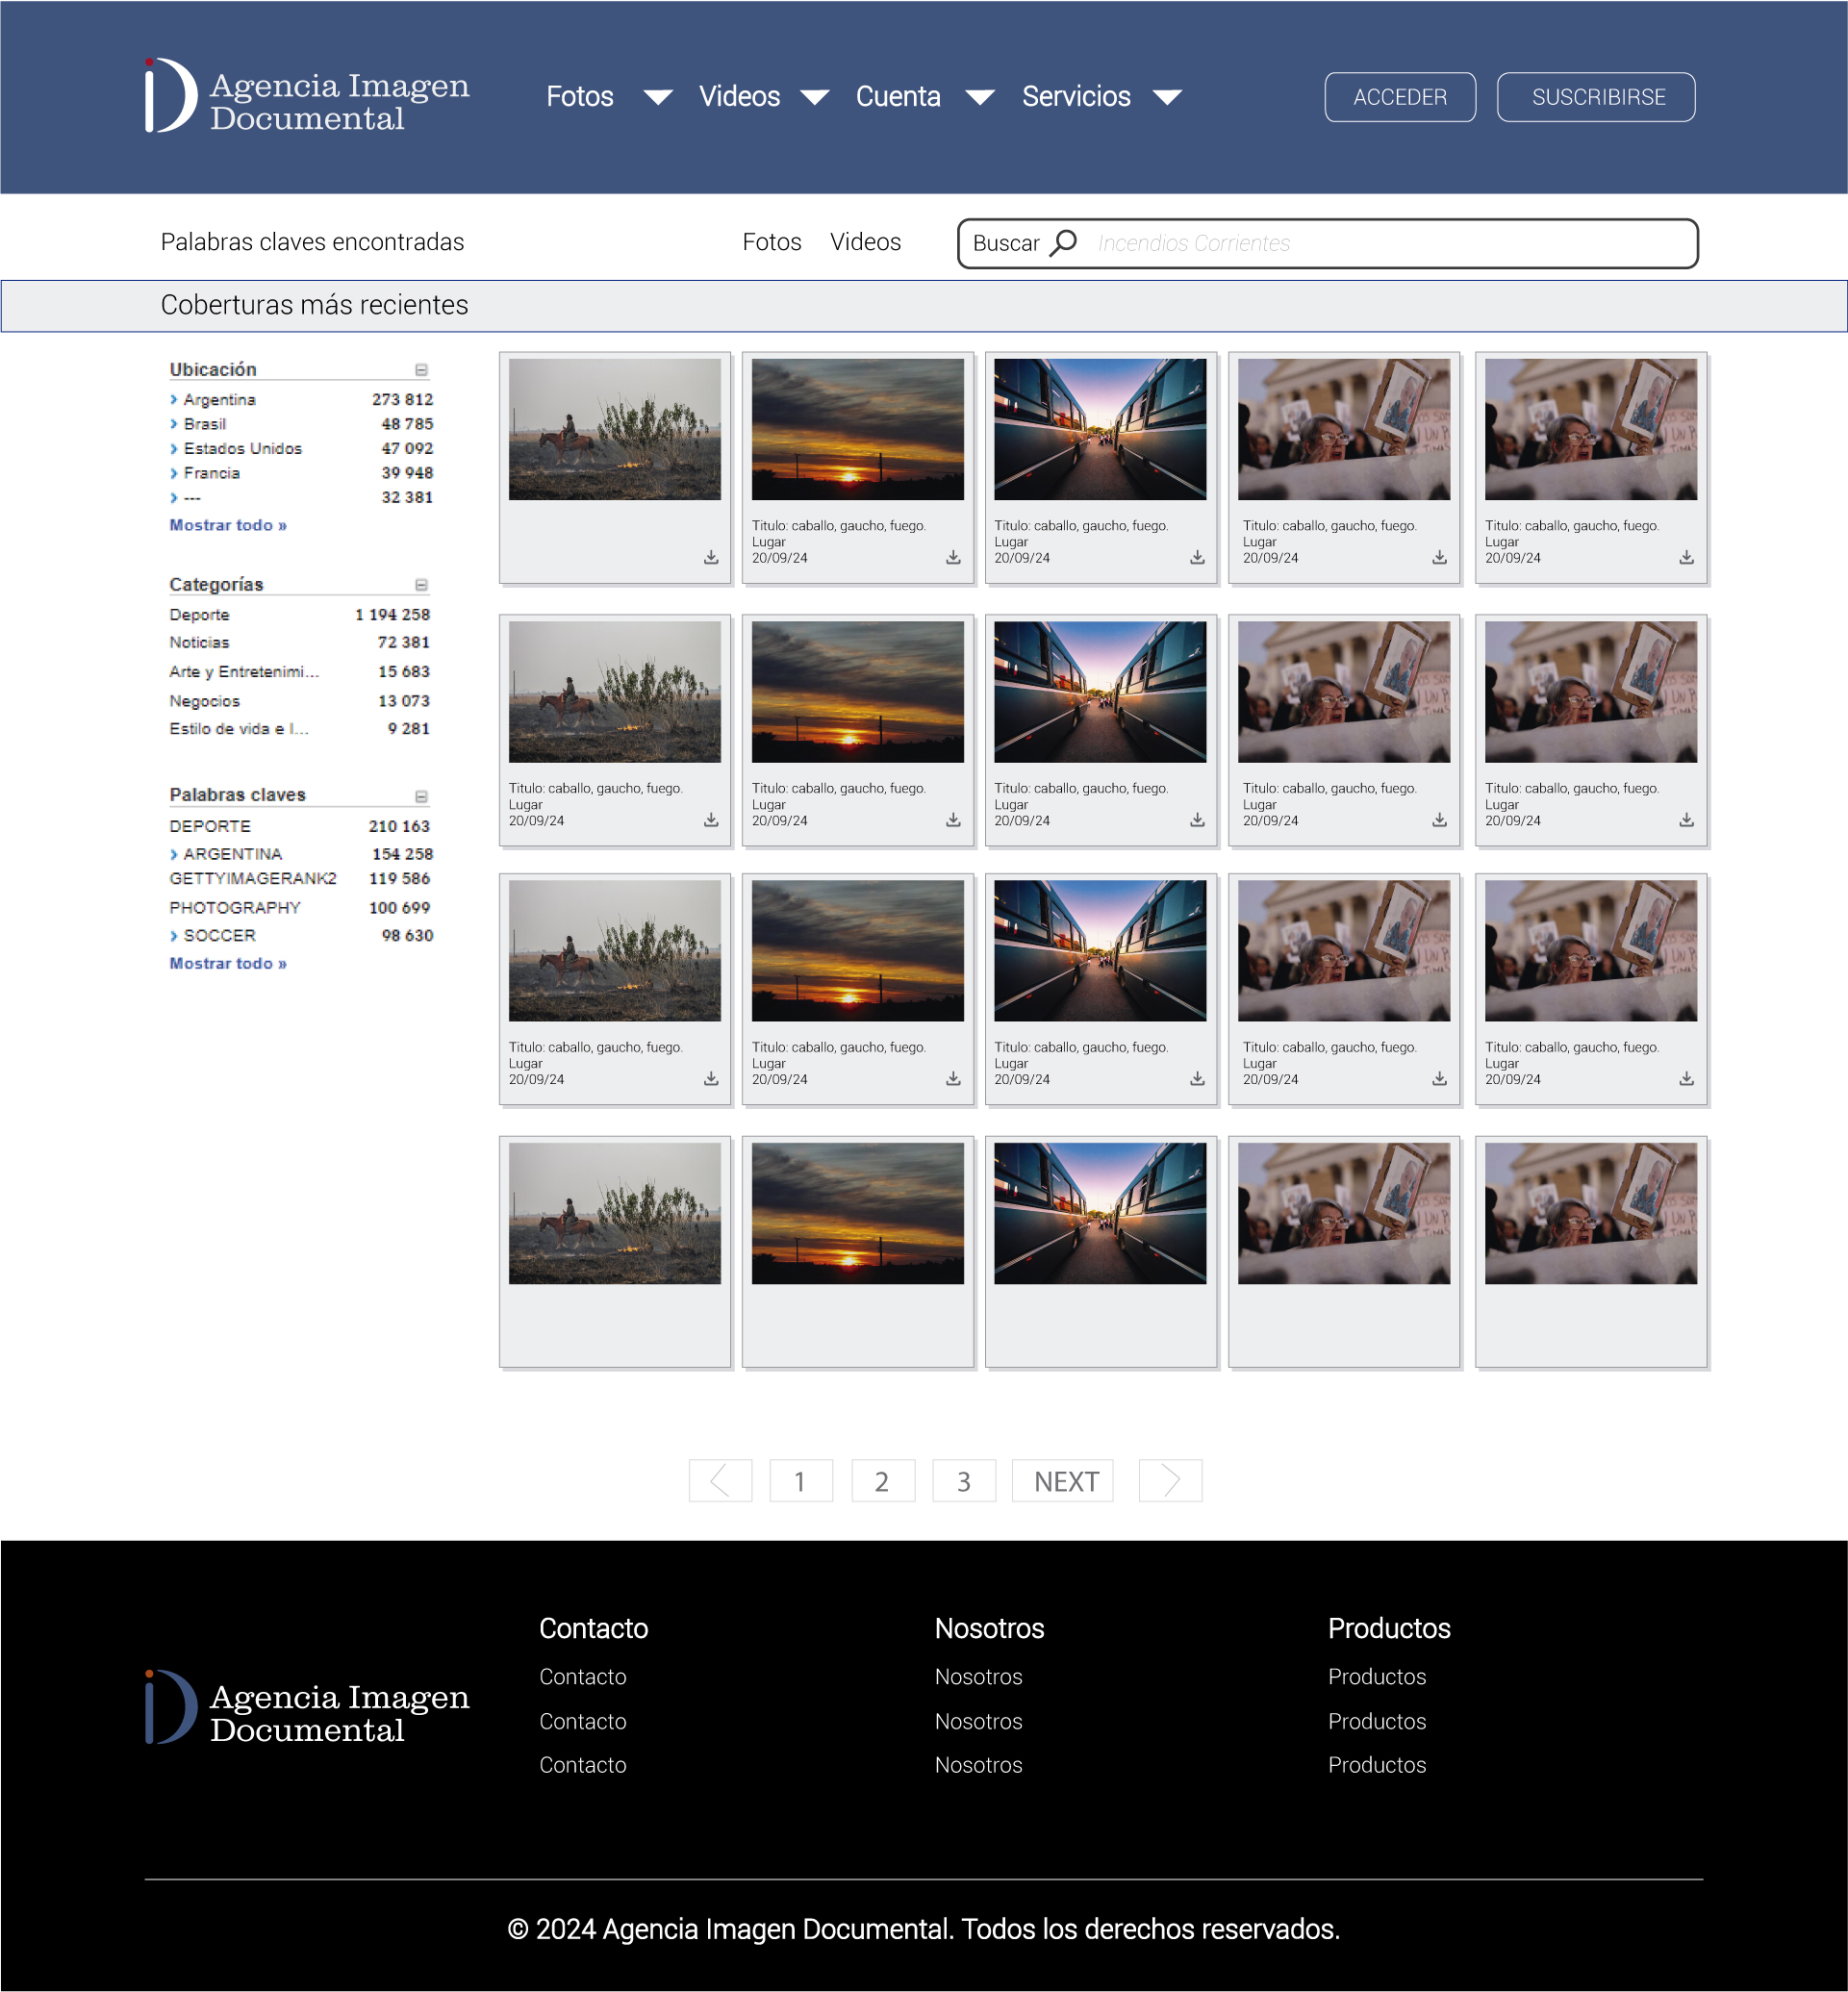 Agencia Imagen
Documental
Fotos Videos Cuenta Servicios
ACCEDER SUSCRIBIRSE
Palabras claves encontradas
Fotos Videos
Buscar Incendios Corrientes
Coberturas más recientes
Ubicación
Argentina 273 812
Brasil 48 785
Estados Unidos 47 092
Francia 39 948
--- 32 381
Mostrar todo »
Categorías
Deporte 1 194 258
Noticias 72 381
Arte y Entretenimi... 15 683
Negocios 13 073
Estilo de vida e I... 9 281
Palabras claves
DEPORTE 210 163
ARGENTINA 154 258
GETTYIMAGERANK2 119 586
PHOTOGRAPHY 100 699
SOCCER 98 630
Mostrar todo »
Titulo: caballo, gaucho, fuego.
Lugar
20/09/24
Titulo: caballo, gaucho, fuego.
Lugar
20/09/24
Titulo: caballo, gaucho, fuego.
Lugar
20/09/24
Titulo: caballo, gaucho, fuego.
Lugar
20/09/24
Titulo: caballo, gaucho, fuego.
Lugar
20/09/24
Titulo: caballo, gaucho, fuego.
Lugar
20/09/24
Titulo: caballo, gaucho, fuego.
Lugar
20/09/24
Titulo: caballo, gaucho, fuego.
Lugar
20/09/24
Titulo: caballo, gaucho, fuego.
Lugar
20/09/24
Titulo: caballo, gaucho, fuego.
Lugar
20/09/24
Titulo: caballo, gaucho, fuego.
Lugar
20/09/24
Titulo: caballo, gaucho, fuego.
Lugar
20/09/24
Titulo: caballo, gaucho, fuego.
Lugar
20/09/24
Titulo: caballo, gaucho, fuego.
Lugar
20/09/24
1 2 3 NEXT
Agencia Imagen
Documental
Contacto
Contacto
Contacto
Contacto
Nosotros
Nosotros
Nosotros
Nosotros
Productos
Productos
Productos
Productos
© 2024 Agencia Imagen Documental. Todos los derechos reservados.